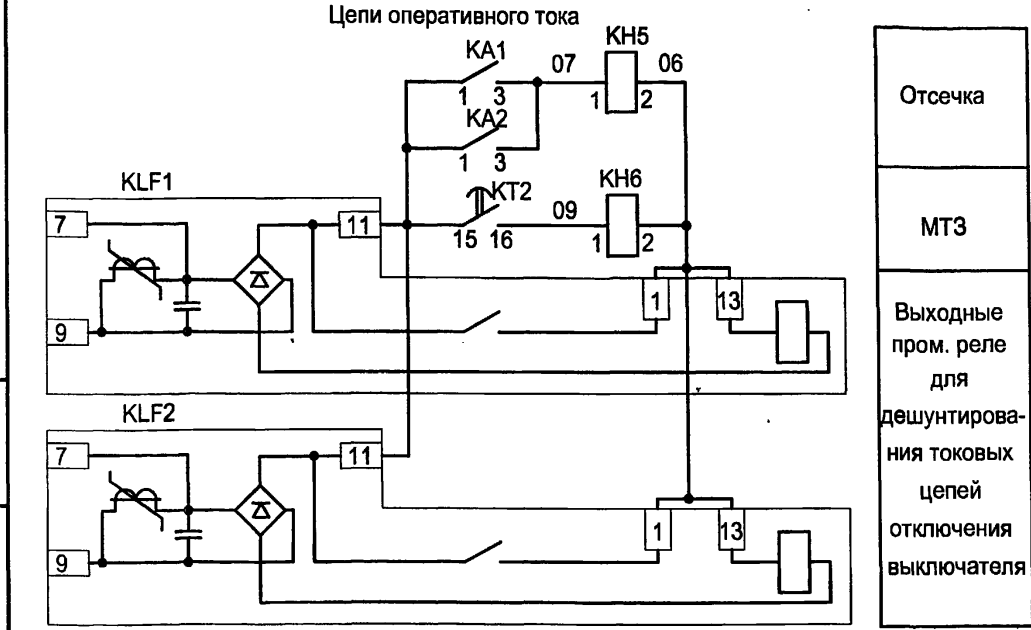 Цепи оперативного тока
KA1
1 3
KA2
1 3
07
KH5
1 2
06
KT2
15 16
09
KH6
1 2
KLF1
7
9
11
1
13
KLF2
7
9
11
1
13
Отсечка
МТЗ
Выходные
пром. реле
для
дешунтирова-
ния токовых
цепей
отключения
выключателя